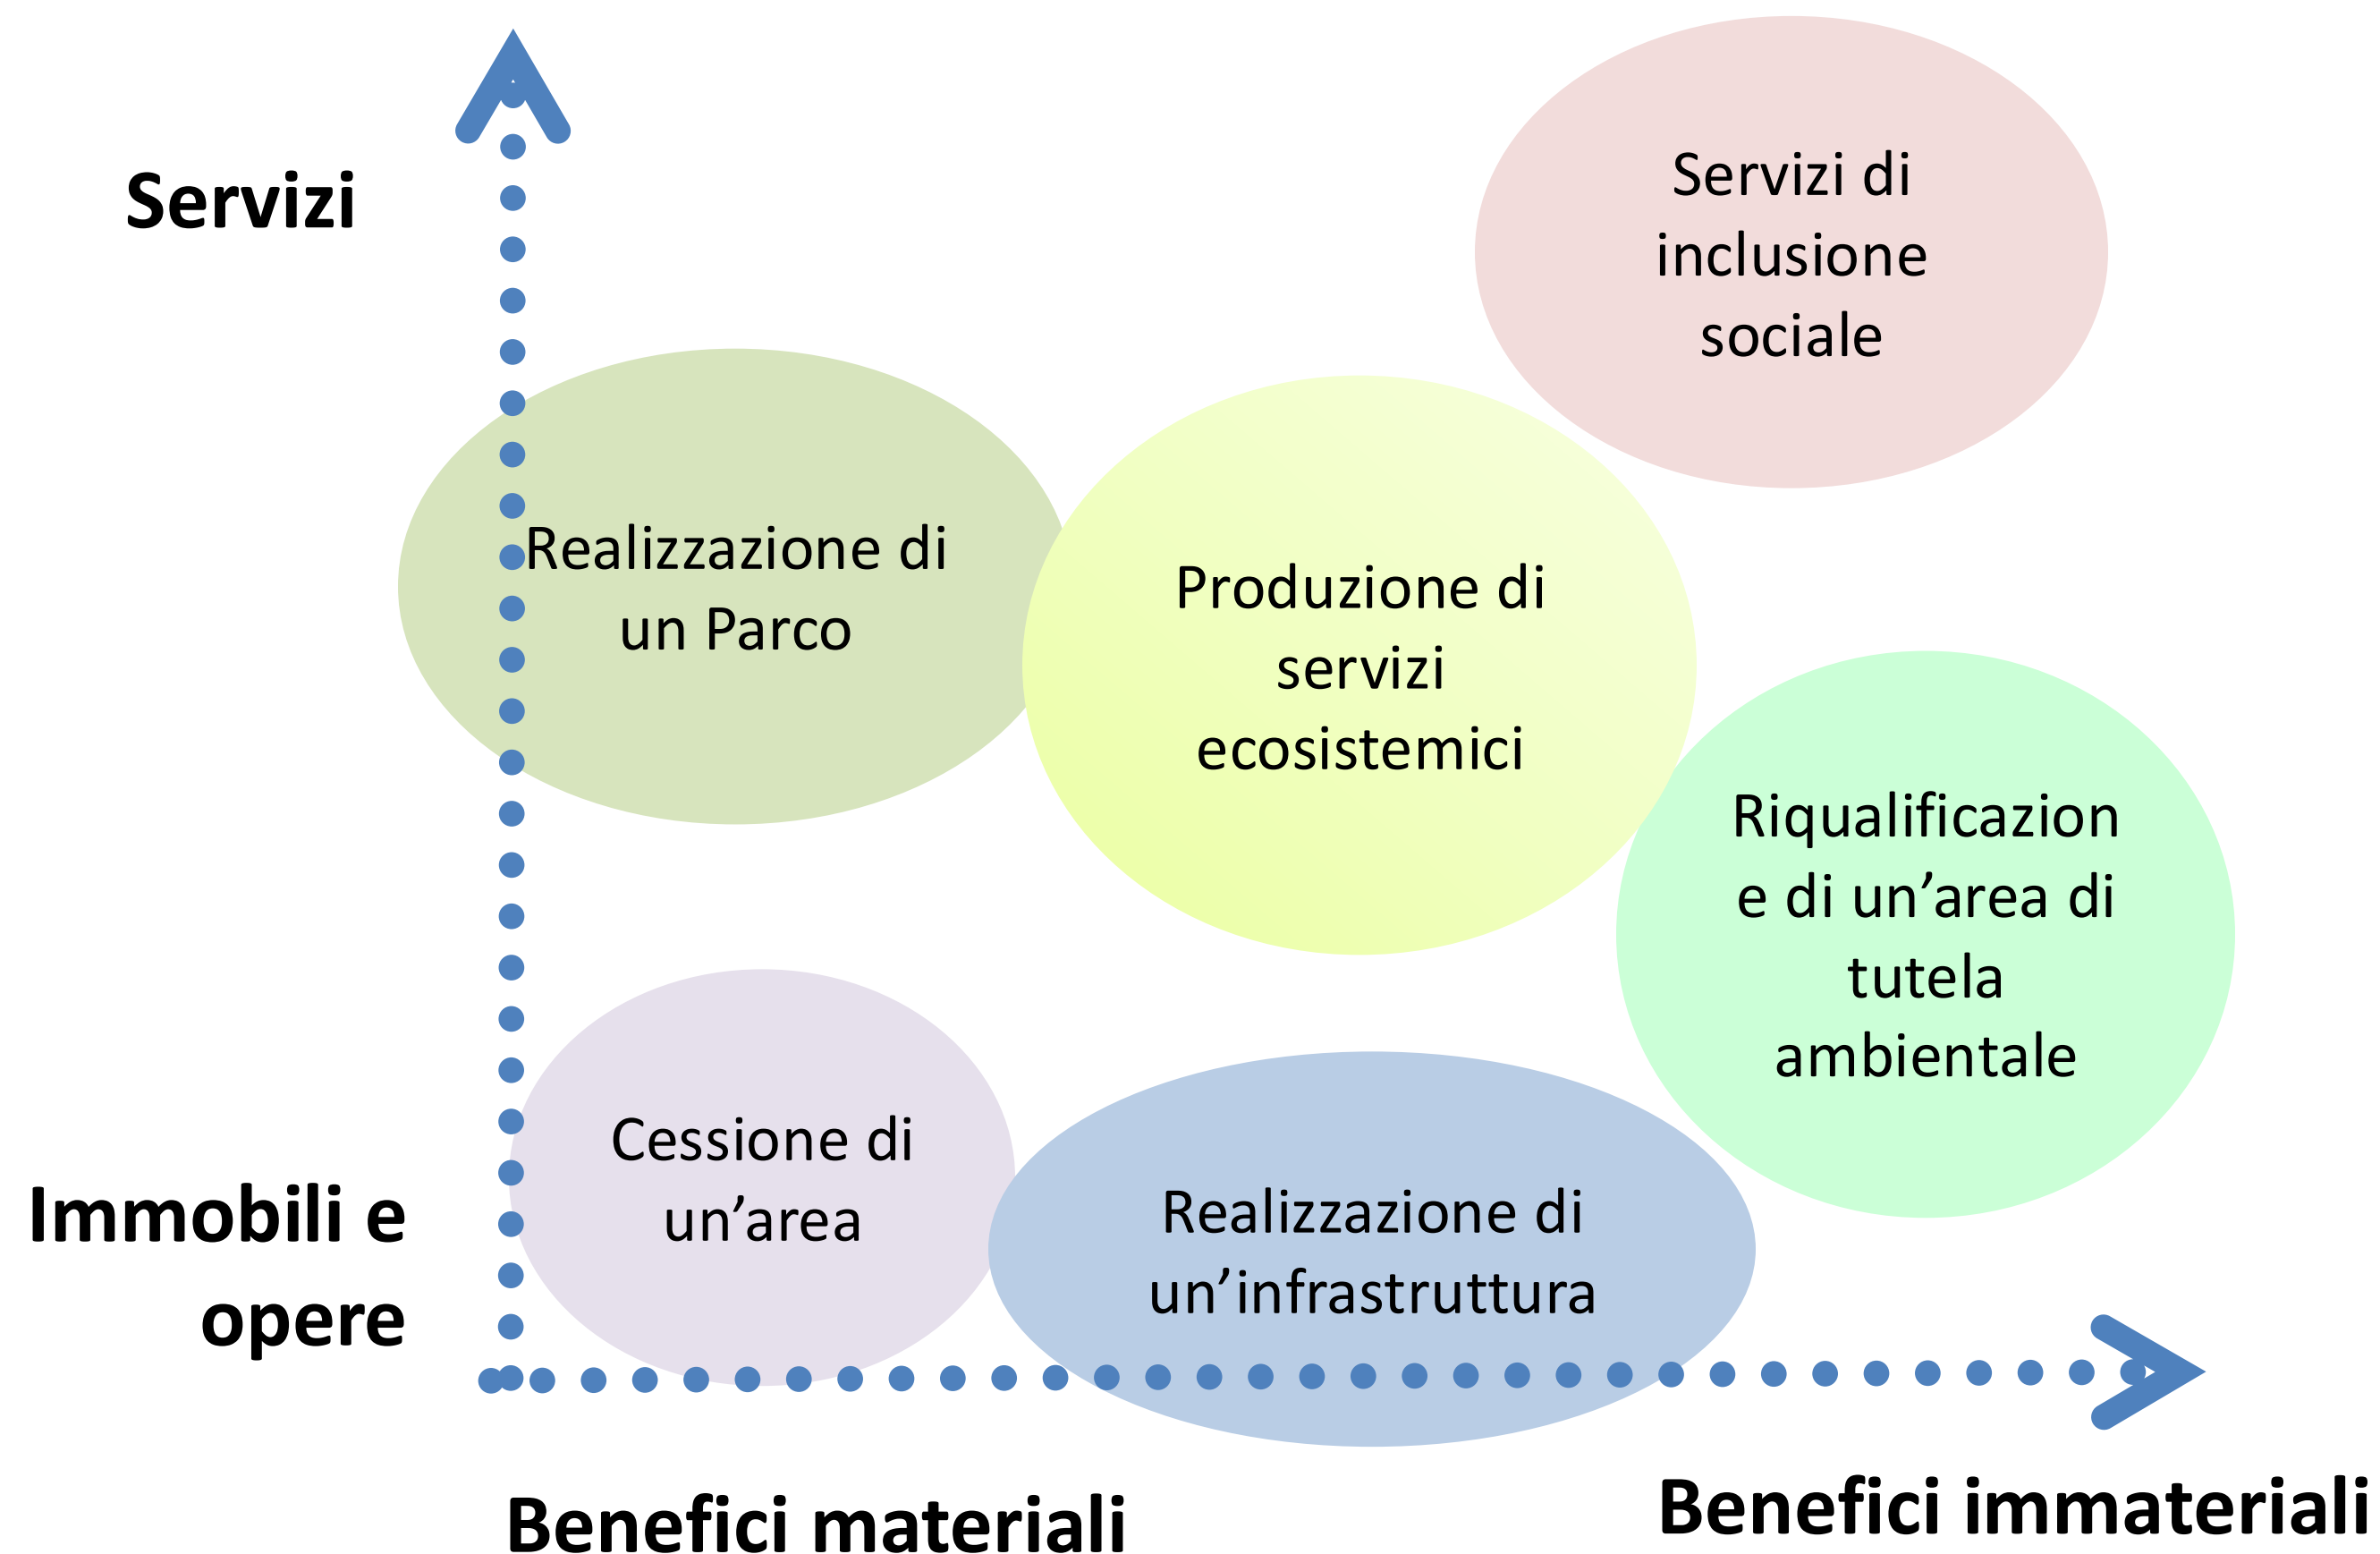 Servizi
Servizi di
inclusione
sociale
Realizzazione di
un Parco
Produzione di
servizi
ecosistemici
Riqualificazion
e di un’area di
tutela
ambientale
Cessione di
un’area
Immobili e
opere
Realizzazione di
un’infrastruttura
Benefici materiali
Benefici immateriali